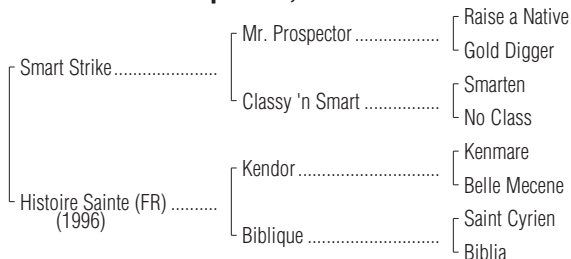 Raise a Native
Mr. Prospector ..................
Gold Digger
Smart Strike......................
Smarten
Classy 'n Smart ................
No Class
Kenmare
Kendor ..............................
Belle Mecene
Histoire Sainte (FR) ..........
(1996)
Saint Cyrien
Biblique ............................
Biblia